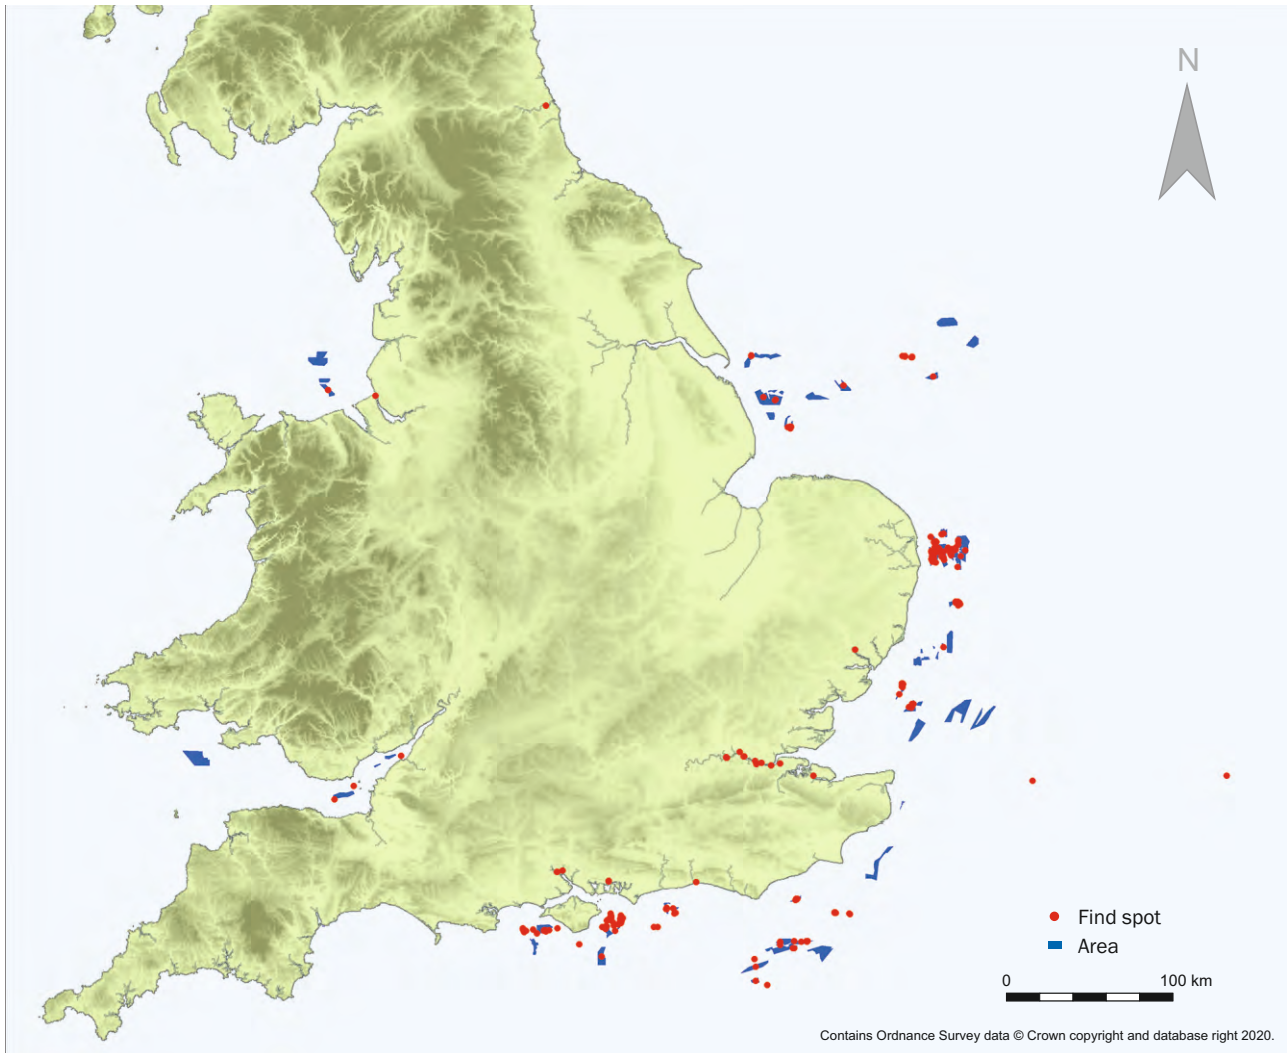 N
Find spot
Area
0 100 km
Contains Ordnance Survey data © Crown copyright and database right 2020.